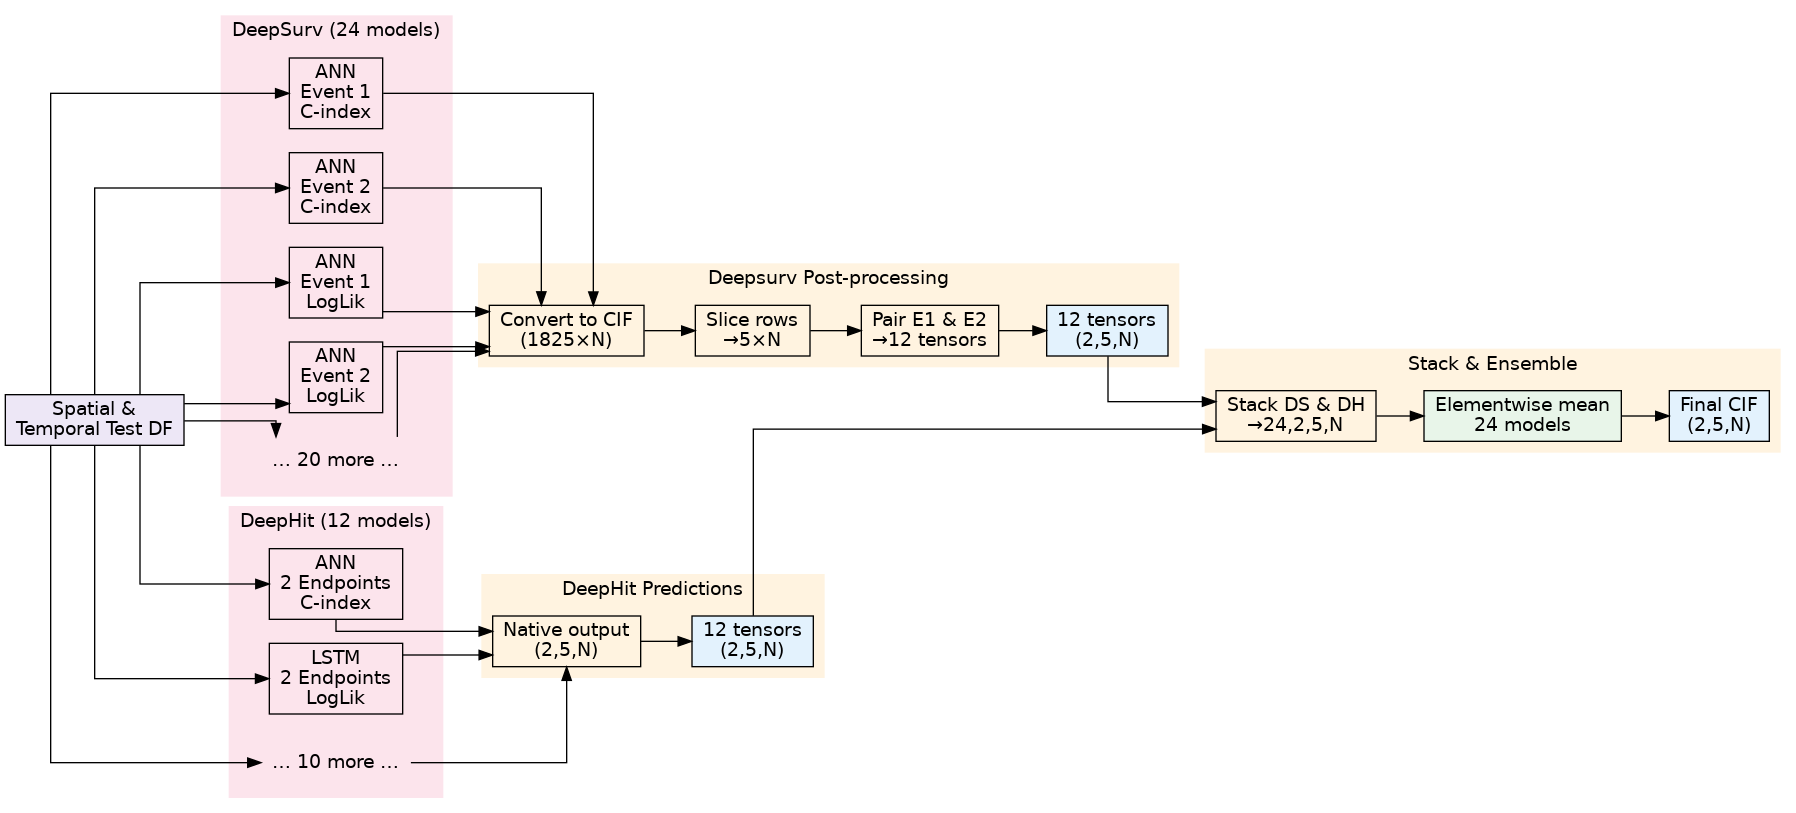 DeepSurv (24 models)
ANN
Event 1
C-index
ANN
Event 2
C-index
ANN
Event 1
LogLik
ANN
Event 2
LogLik
... 20 more ...
Spatial &
Temporal Test DF
DeepHit (12 models)
ANN
2 Endpoints
C-index
LSTM
2 Endpoints
LogLik
... 10 more ...
Deepsurv Post-processing
Convert to CIF
(1825×N)
Slice rows
→5×N
Pair E1 & E2
→12 tensors
12 tensors
(2,5,N)
DeepHit Predictions
Native output
(2,5,N)
12 tensors
(2,5,N)
Stack & Ensemble
Stack DS & DH
→24,2,5,N
Elementwise mean
24 models
Final CIF
(2,5,N)